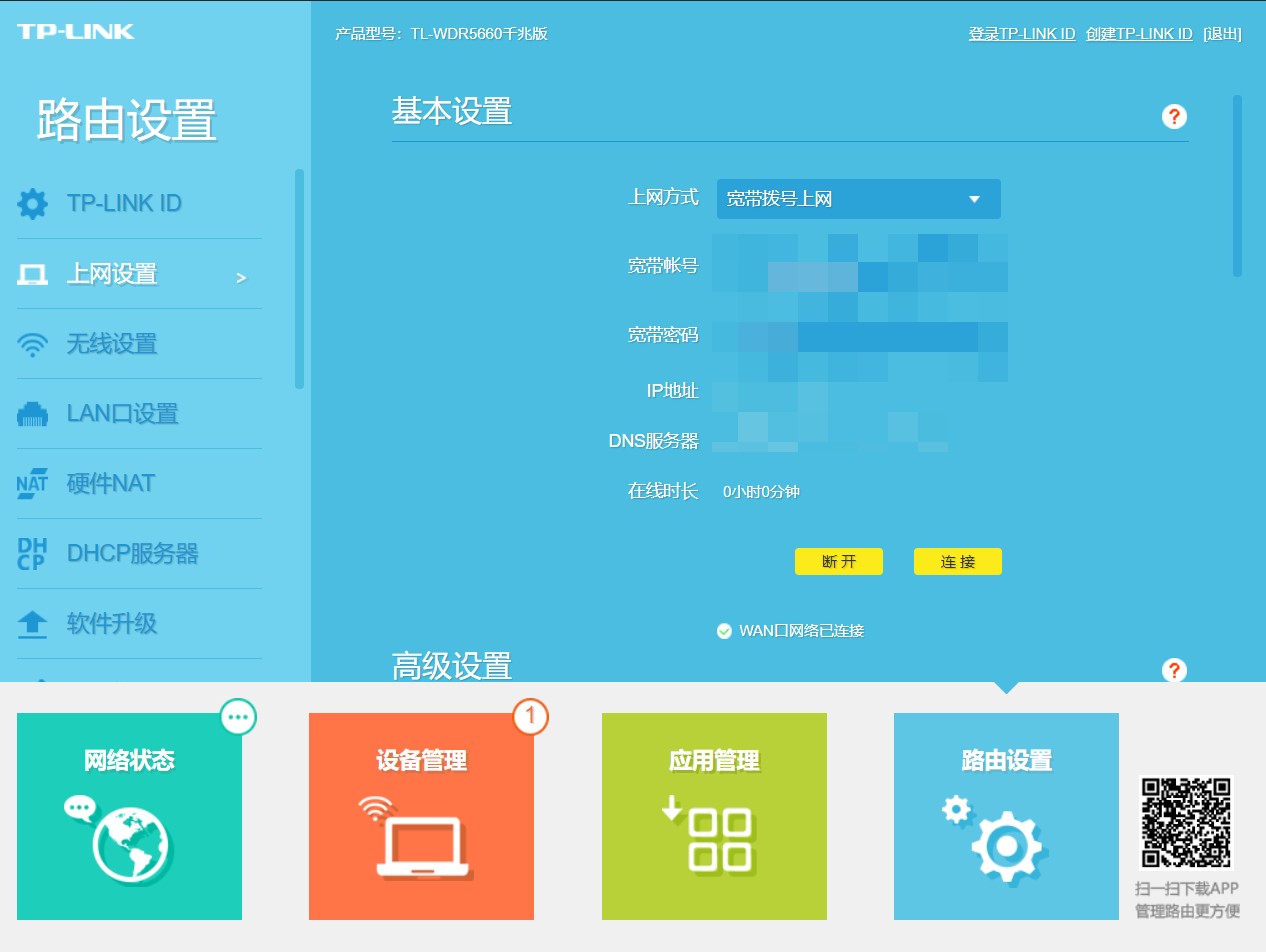 TP-LINK
产品型号：TL-WDR5660千兆版
登录TP-LINK ID 创建TP-LINK ID [退出]
路由设置
TP-LINK ID
上网设置 >
无线设置
LAN口设置
NAT 硬件NAT
DHCP DHCP服务器
软件升级
基本设置 ?
上网方式 宽带拨号上网
宽带帐号
宽带密码
IP地址
DNS服务器
在线时长 0小时0分钟
断开 连接
WAN口网络已连接
高级设置 ?
网络状态
设备管理 1
应用管理
路由设置
扫一扫下载APP
管理路由更方便